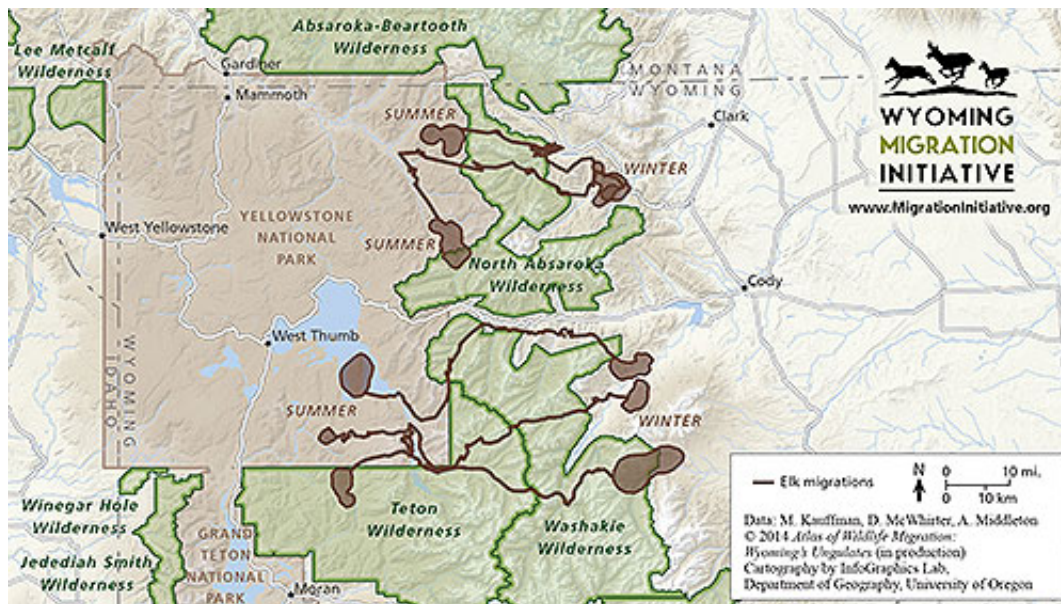 Absaroka-Beartooth
Wilderness
Lee Metcalf
Wilderness
Gardiner
Mammoth
MONTANA
WYOMING
SUMMER
Clark
WINTER
WYOMING
MIGRATION
INITIATIVE
www.MigrationInitiative.org
YELLOWSTONE
NATIONAL
PARK
West Yellowstone
SUMMER
North Absaroka
Wilderness
Cody
West Thumb
WYOMING
IDAHO
SUMMER
WINTER
Winegar Hole
Wilderness
Teton
Wilderness
Washakie
Wilderness
GRAND
TETON
NATIONAL
PARK
Jedediah Smith
Wilderness
Moran
Elk migrations
N
0 10 mi.
0 10 km
Data: M. Kauffman, D. McWhirter, A. Middleton
© 2014 Atlas of Wildlife Migration:
Wyoming's Ungulates (in production)
Cartography by InfoGraphics Lab,
Department of Geography, University of Oregon